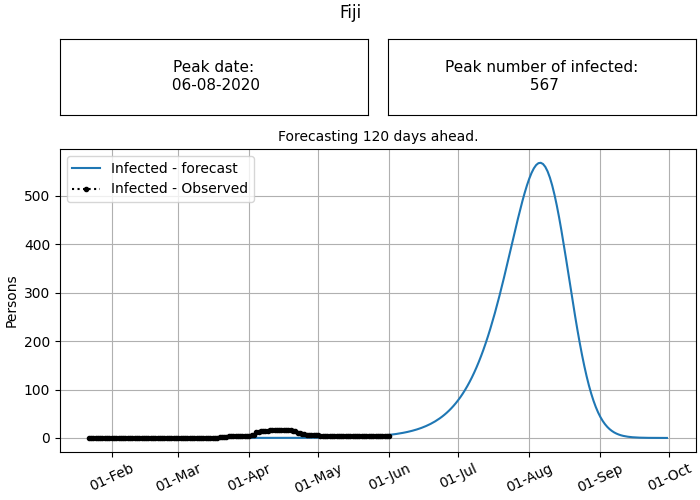 Fiji
Peak date:
06-08-2020
Peak number of infected:
567
Forecasting 120 days ahead.
Infected - forecast
Infected - Observed
Persons
500
400
300
200
100
0
01-Feb
01-Mar
01-Apr
01-May
01-Jun
01-Jul
01-Aug
01-Sep
01-Oct